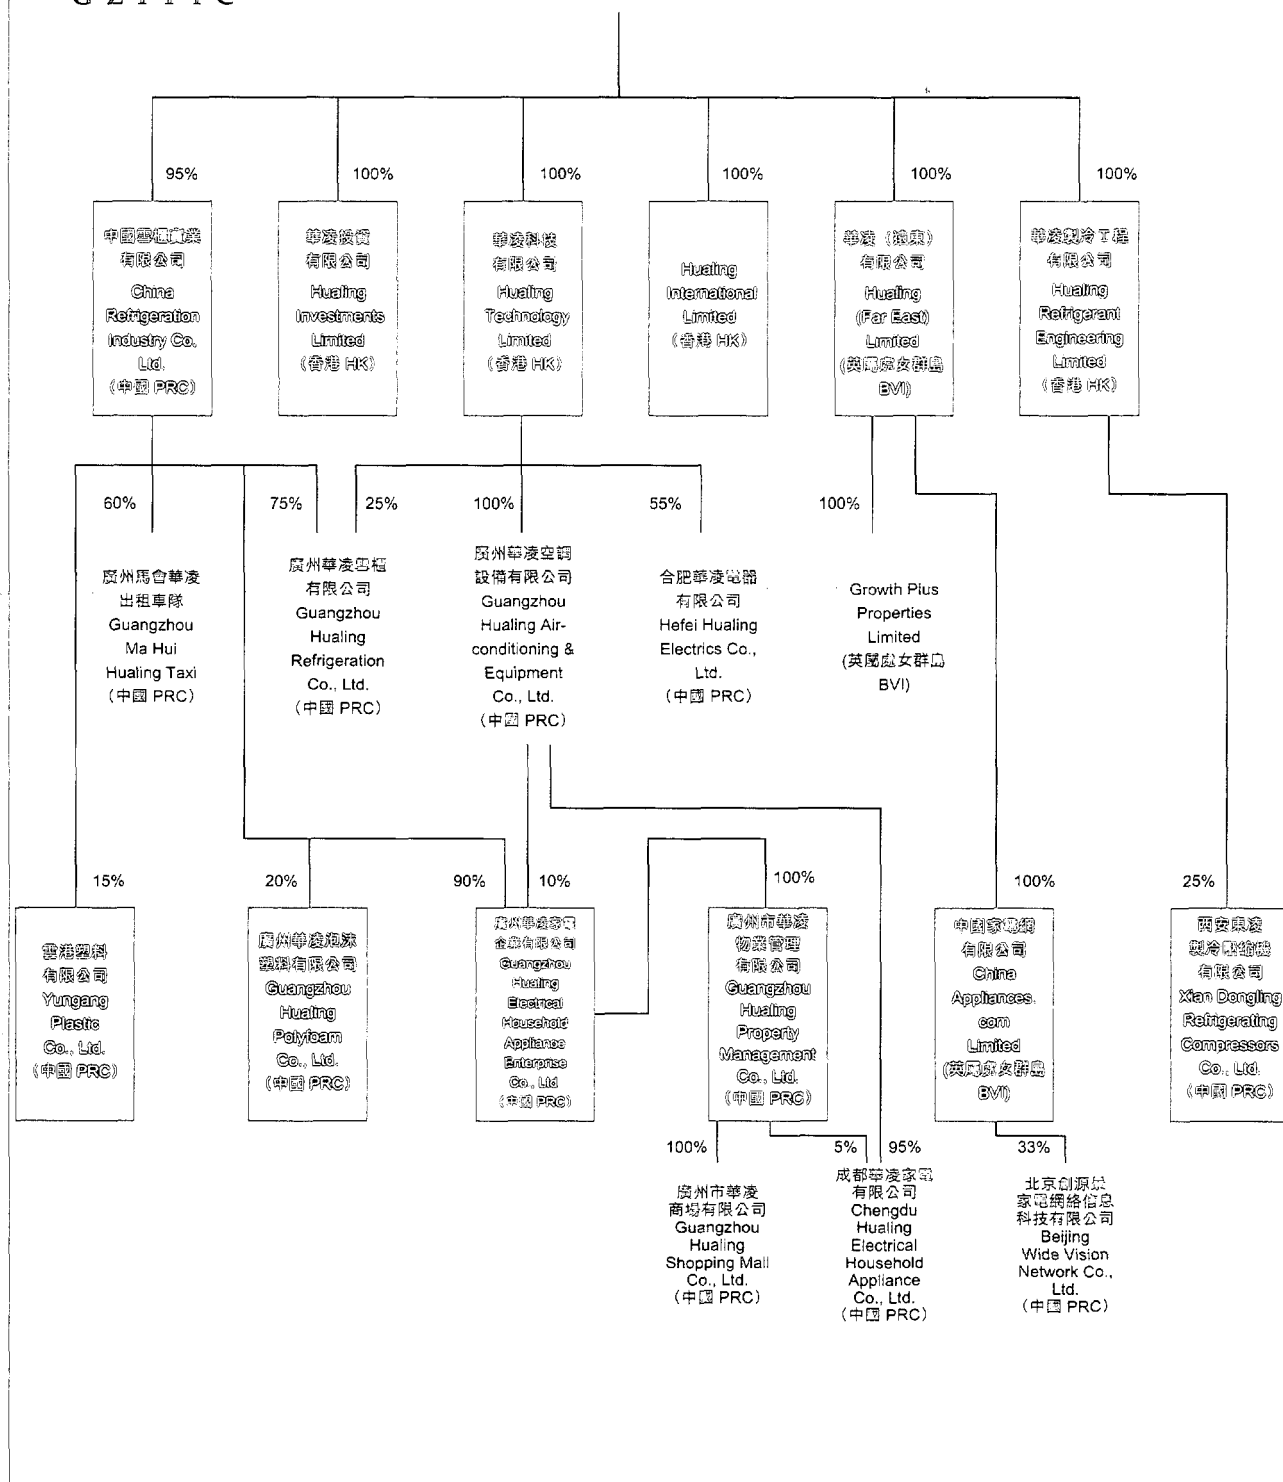 95%
100%
100%
100%
100%
100%
中國雪櫃實業
有限公司
China
Refrigeration
Industry Co.
Ltd.
(中國 PRC)
華凌投資
有限公司
Hualing
Investments
Limited
(香港 HK)
華凌科技
有限公司
Hualing
Technology
Limited
(香港 HK)
Hualing
International
Limited
(香港 HK)
華凌（遠東）
有限公司
Hualing
(Far East)
Limited
(英屬處女群島
BVI)
華凌製冷工程
有限公司
Hualing
Refrigerant
Engineering
Limited
(香港 HK)
60%
75%
25%
100%
55%
100%
廣州馬會華凌
出租車隊
Guangzhou
Ma Hui
Hualing Taxi
(中國 PRC)
廣州華凌雪櫃
有限公司
Guangzhou
Hualing
Refrigeration
Co., Ltd.
(中國 PRC)
廣州華凌空調
設備有限公司
Guangzhou
Hualing Air-
conditioning &
Equipment
Co., Ltd.
(中國 PRC)
合肥華凌電器
有限公司
Hefei Hualing
Electrics Co.,
Ltd.
(中國 PRC)
Growth Plus
Properties
Limited
(英屬處女群島
BVI)
15%
20%
90%
10%
100%
100%
25%
雲港塑料
有限公司
Yungang
Plastic
Co., Ltd.
(中國 PRC)
廣州華凌泡沫
塑料有限公司
Guangzhou
Hualing
Polyfoam
Co., Ltd.
(中國 PRC)
廣州華凌家電
企業有限公司
Guangzhou
Hualing
Electrical
Household
Appliance
Enterprise
Co., Ltd
(中國 PRC)
廣州市華凌
物業管理
有限公司
Guangzhou
Hualing
Property
Management
Co., Ltd.
(中國 PRC)
中國家電網
有限公司
China
Appliances.
com
Limited
(英屬處女群島
BVI)
西安東凌
製冷壓縮機
有限公司
Xian Dongling
Refrigerating
Compressors
Co., Ltd.
(中國 PRC)
100%
5%
95%
33%
廣州市華凌
商場有限公司
Guangzhou
Hualing
Shopping Mall
Co., Ltd.
(中國 PRC)
成都華凌家電
有限公司
Chengdu
Hualing
Electrical
Household
Appliance
Co., Ltd.
(中國 PRC)
北京創源景
家電網絡信息
科技有限公司
Beijing
Wide Vision
Network Co.,
Ltd.
(中國 PRC)